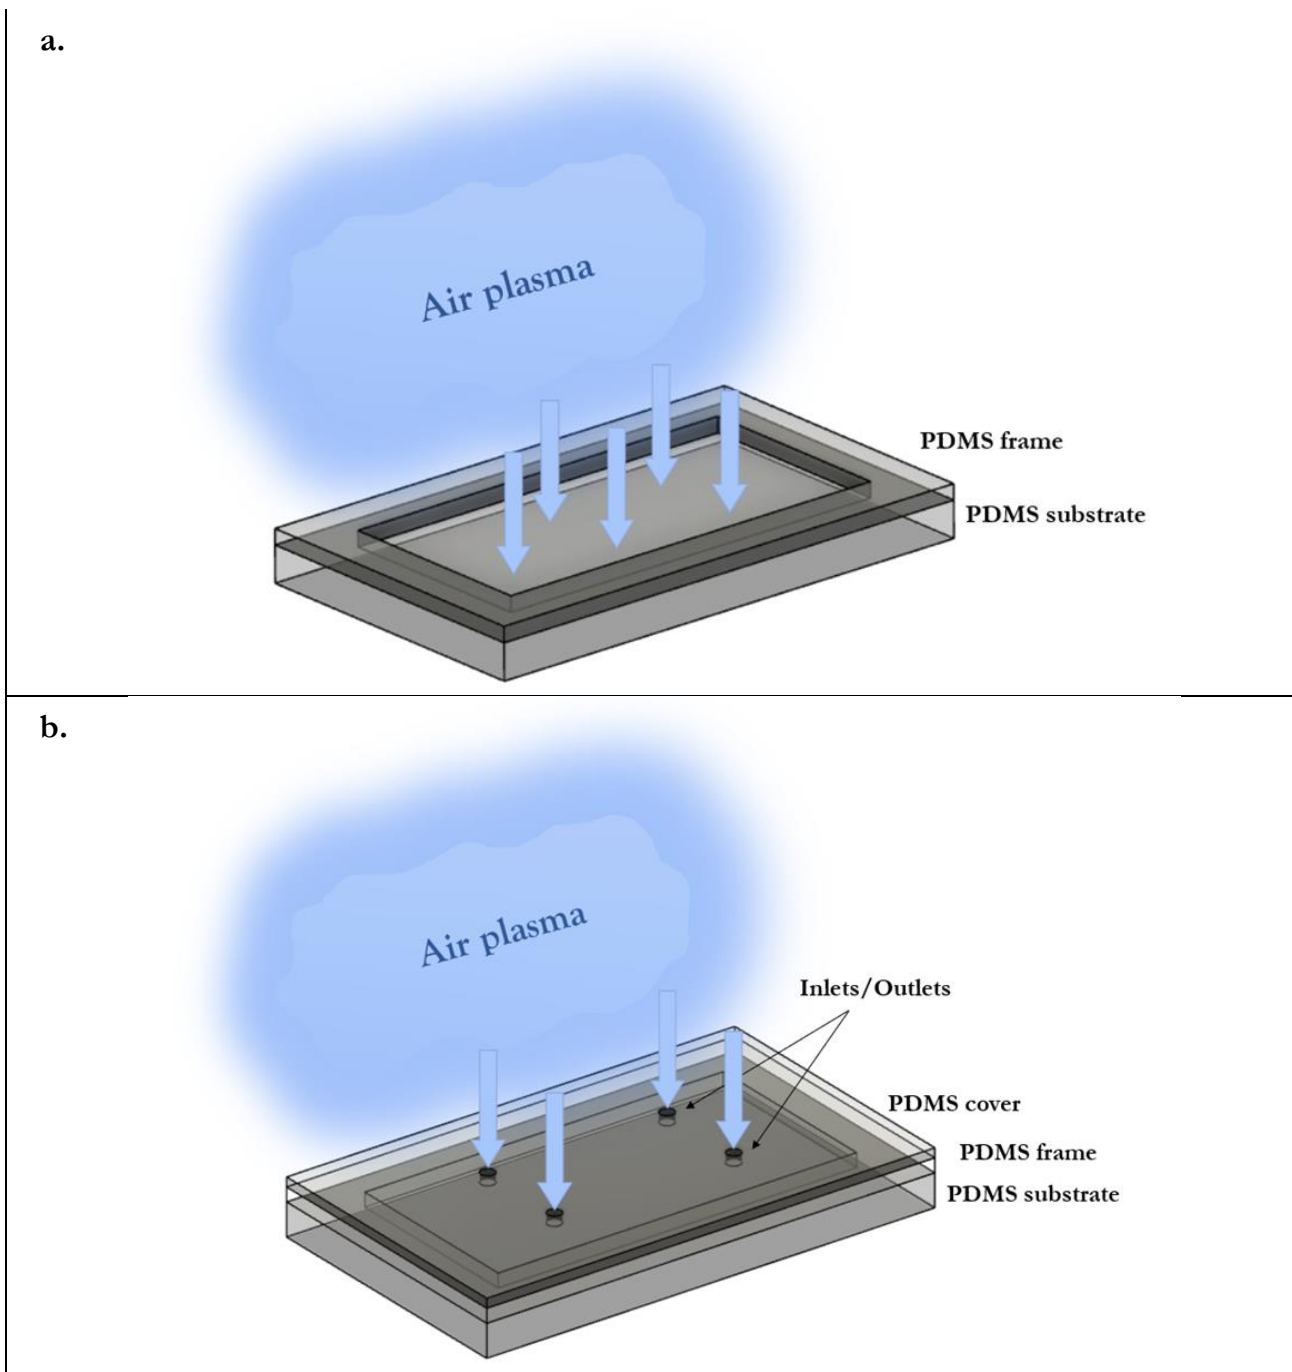 a.
Air plasma
PDMS frame
PDMS substrate
b.
Air plasma
Inlets/Outlets
PDMS cover
PDMS frame
PDMS substrate